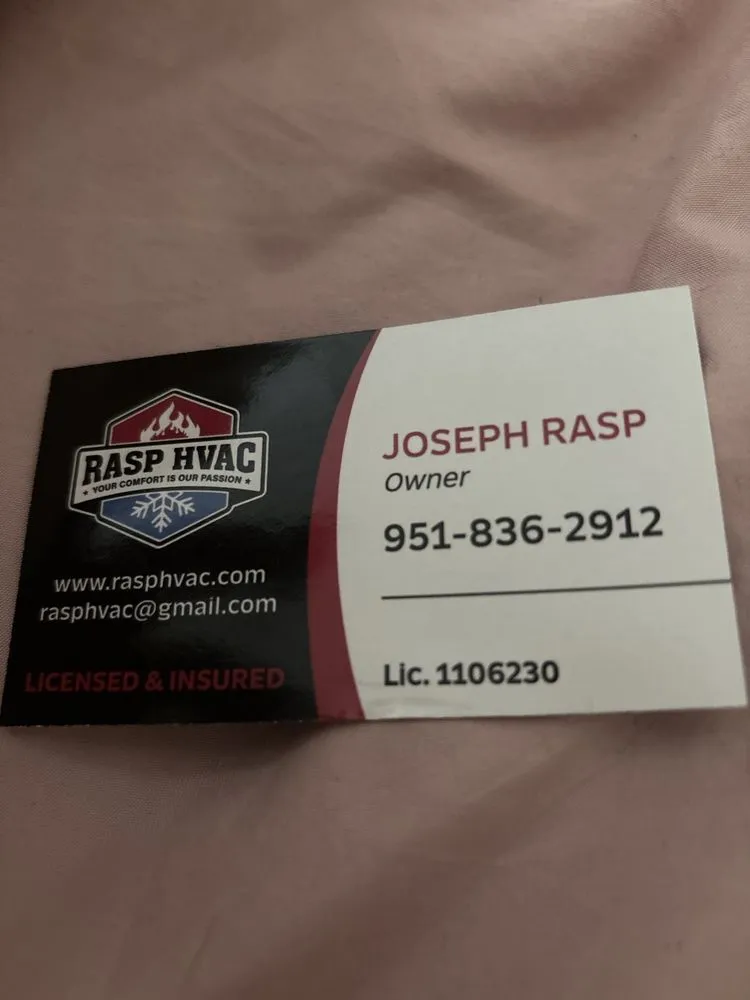 RASP HVAC
★ YOUR COMFORT IS OUR PASSION ★
www.rasphvac.com
rasphvac@gmail.com
LICENSED & INSURED
JOSEPH RASP
Owner
951-836-2912
Lic. 1106230